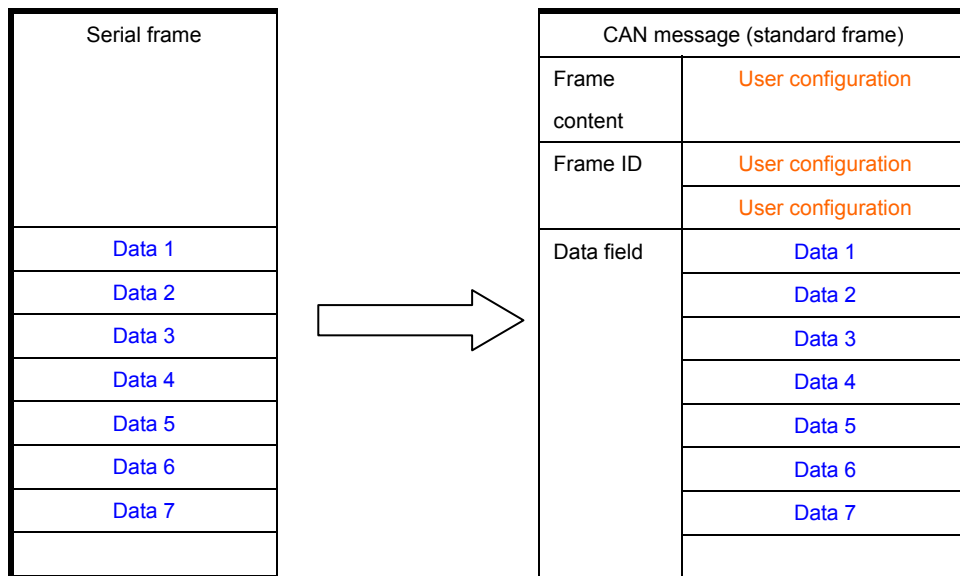 Serial frame
Data 1
Data 2
Data 3
Data 4
Data 5
Data 6
Data 7
CAN message (standard frame)
Frame
content
User configuration
Frame ID
User configuration
User configuration
Data field
Data 1
Data 2
Data 3
Data 4
Data 5
Data 6
Data 7